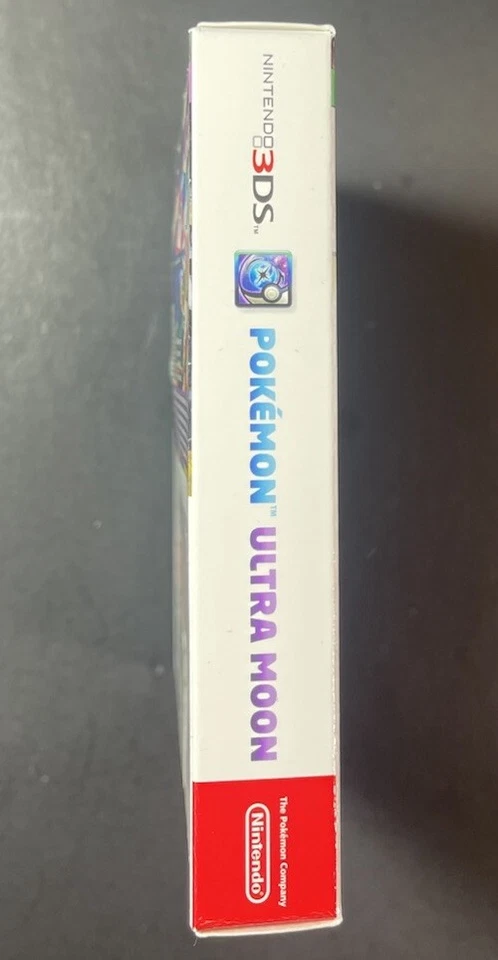 NINTENDO
3DS™
POKÉMON™ ULTRA MOON
The Pokémon Company
Nintendo